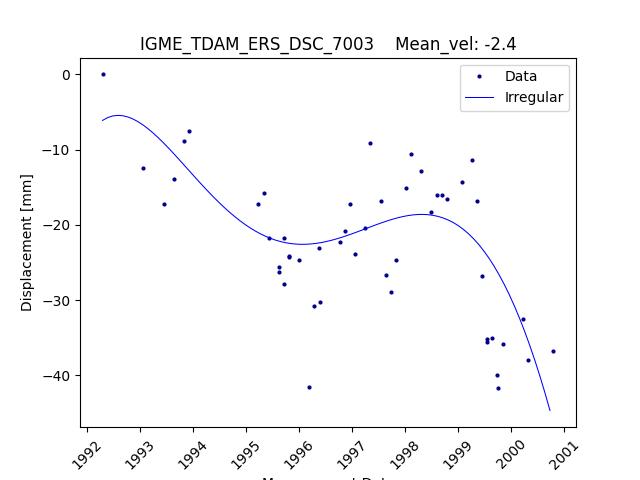 IGME_TDAM_ERS_DSC_7003    Mean_vel: -2.4
Data
Irregular
Displacement [mm]
0
−10
−20
−30
−40
1992 1993 1994 1995 1996 1997 1998 1999 2000 2001